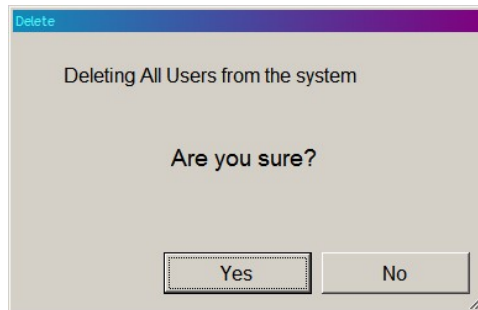 Delete
Deleting All Users from the system
Are you sure?
Yes No